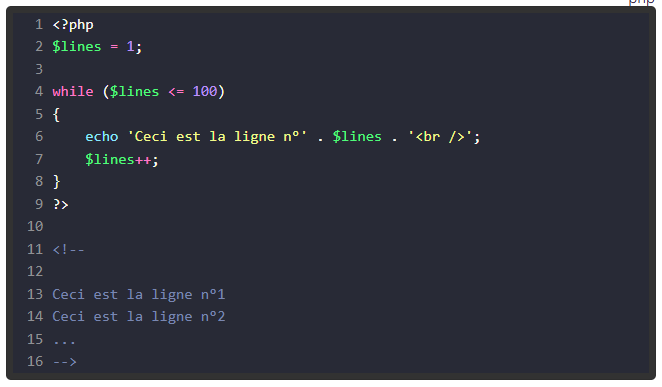 php
1 <?php
2 $lines = 1;
3
4 while ($lines <= 100)
5 {
6     echo 'Ceci est la ligne n°' . $lines . '<br />';
7     $lines++;
8 }
9 ?>
10
11 <!--
12
13 Ceci est la ligne n°1
14 Ceci est la ligne n°2
15 ...
16 -->